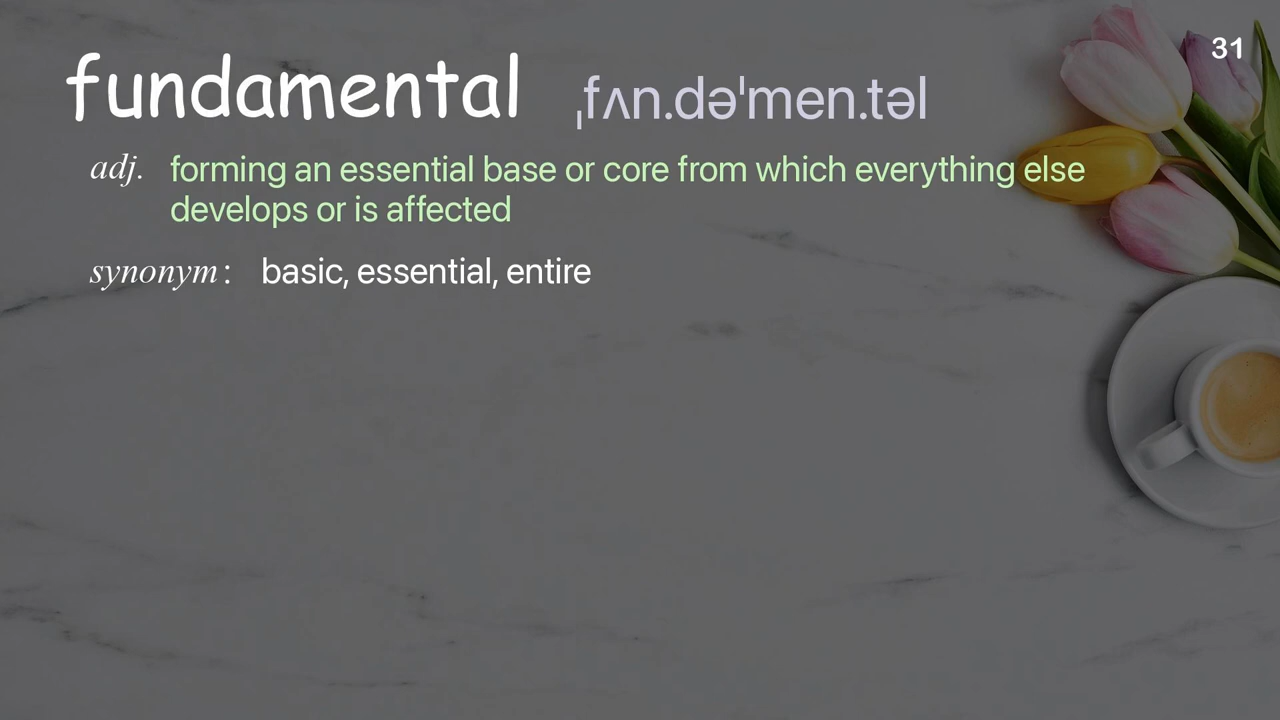 31
fundamental ˌfʌn.dəˈmen.təl
adj. forming an essential base or core from which everything else
develops or is affected
synonym: basic, essential, entire